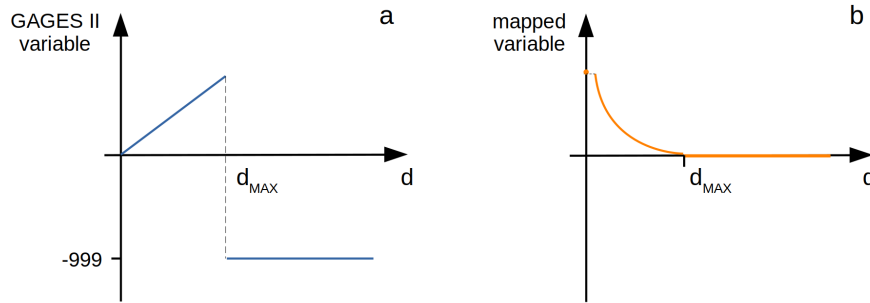 GAGES II
variable
a
d
MAX
d
-999
mapped
variable
b
d
MAX
d